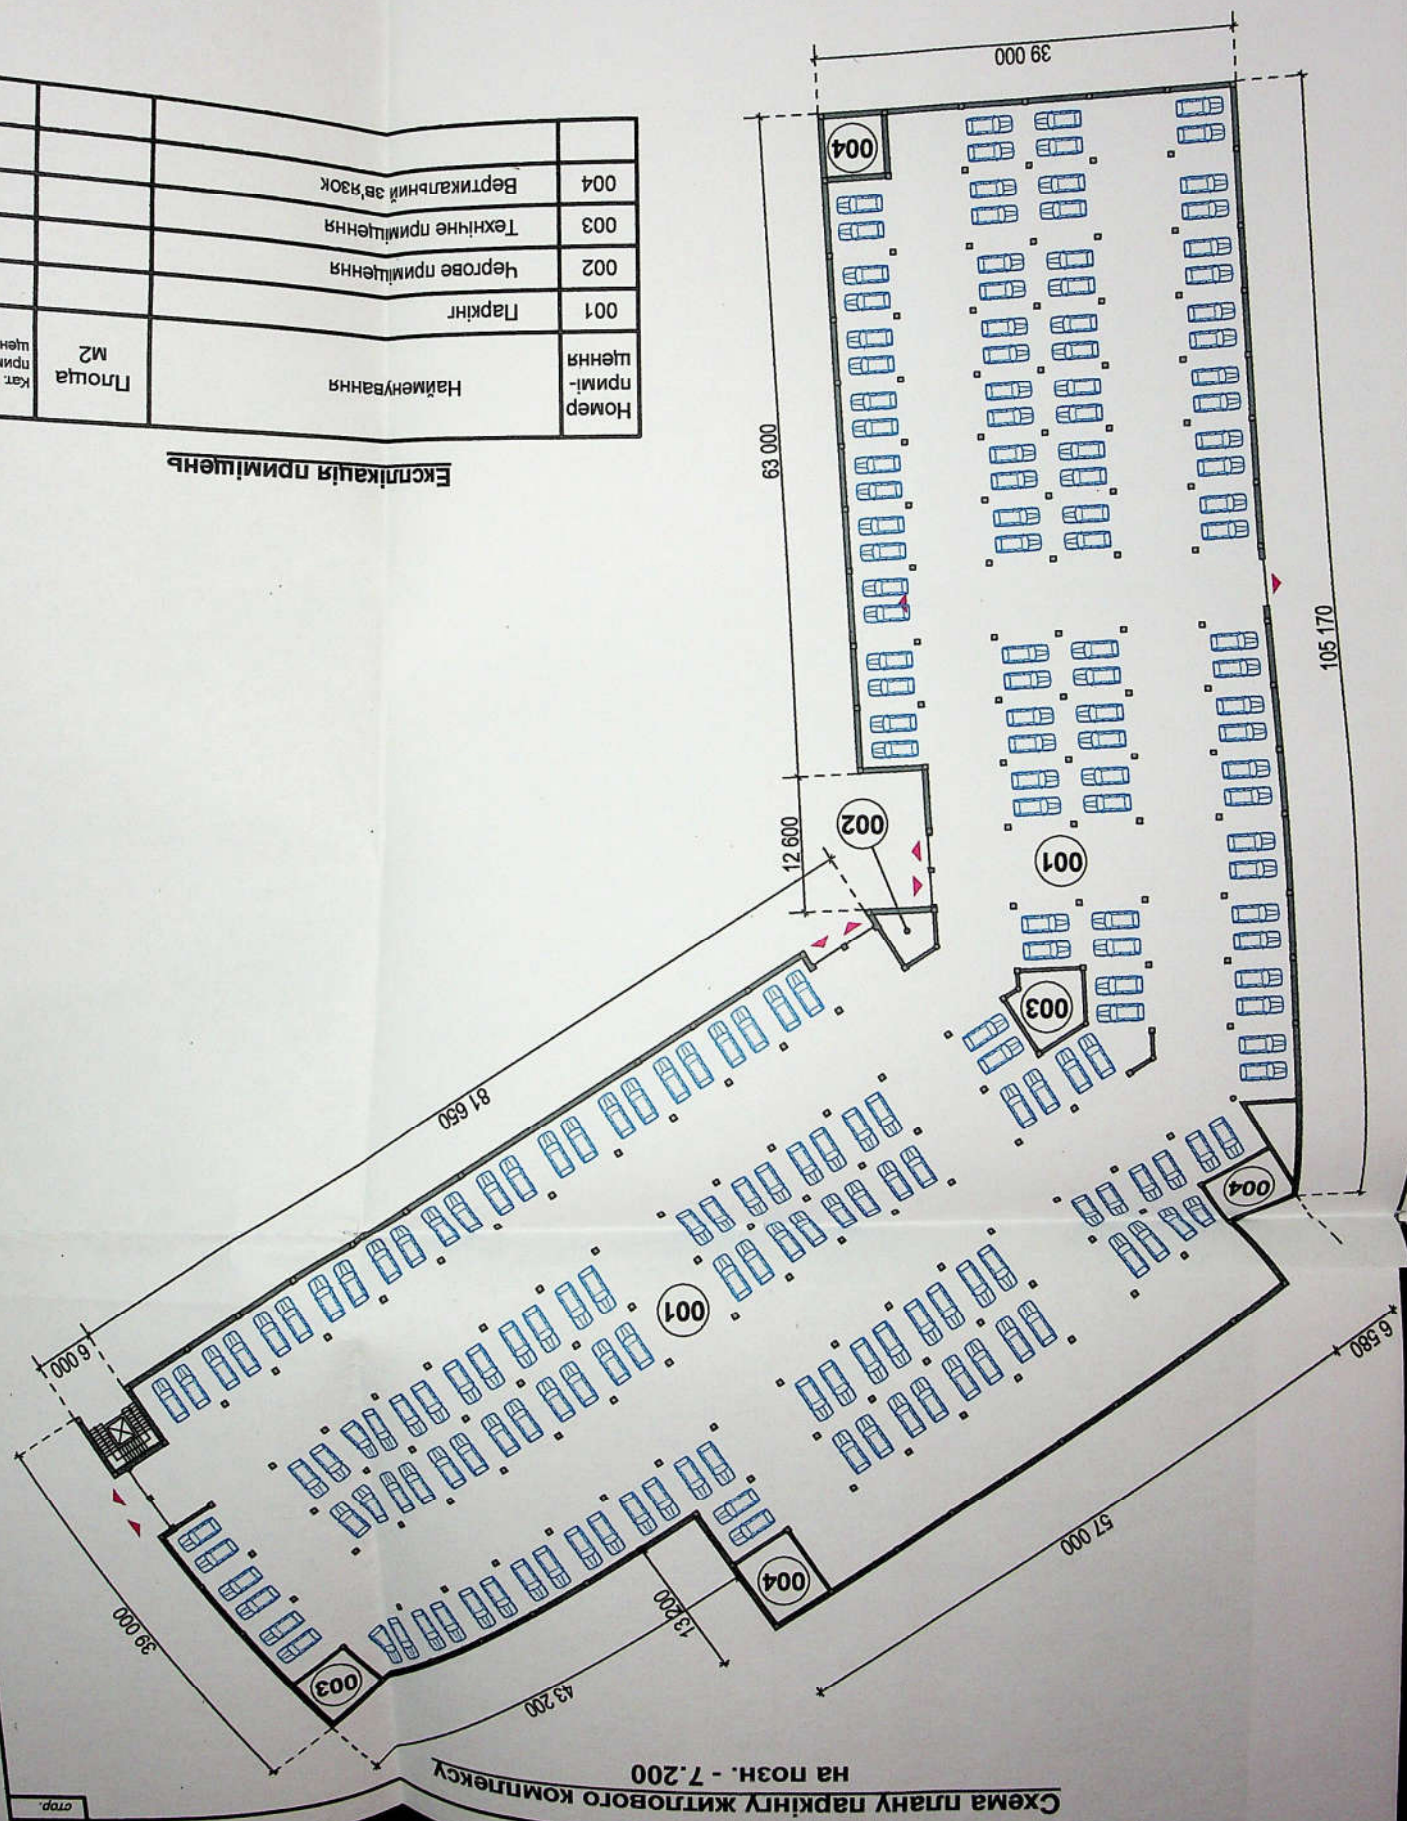 стор.
Схема плану паркінгу житлового комплексу
на позн. - 7.200
57 000
6 580
13 200
43 200
39 000
6 000
81 650
12 600
63 000
105 170
39 000
003
004
004
001
003
001
002
004
Експлікація приміщень
Номер
примі-
щення
Найменування
Площа
м2
Кат.
001
Паркінг
002
Чергове приміщення
003
Технічне приміщення
004
Вертикальний зв'язок